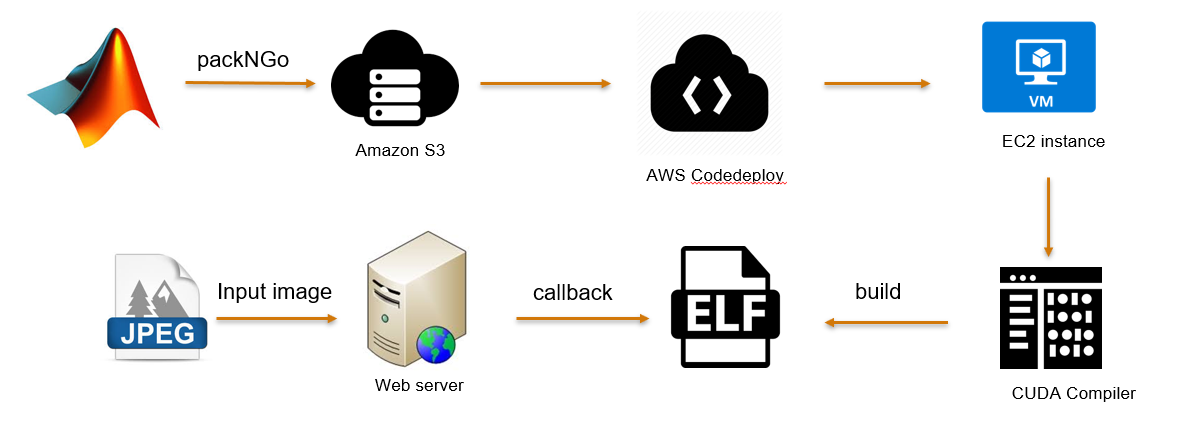 packNGo
Amazon S3
AWS Codedeploy
VM
EC2 instance
JPEG
Input image
Web server
callback
ELF
build
CUDA Compiler